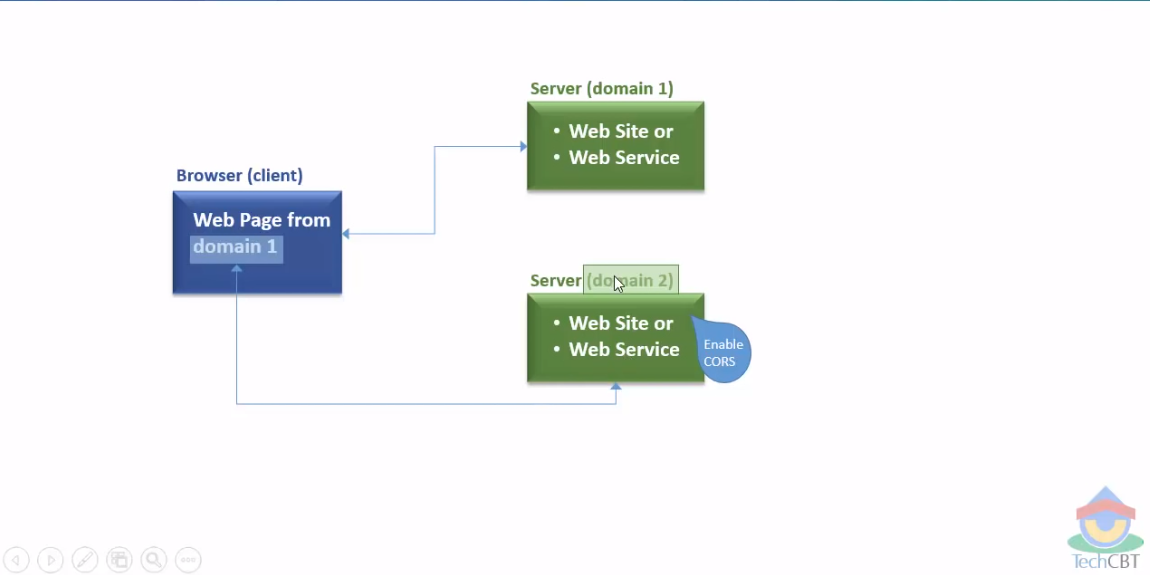 Server (domain 1)
• Web Site or
• Web Service
Browser (client)
Web Page from
domain 1
Server (domain 2)
• Web Site or
• Web Service
Enable
CORS
TechCBT